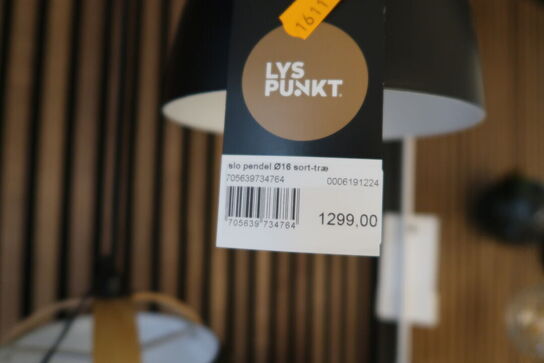 1611
LYS
PUNKT.
slo pendel Ø16 sort-træ
705639734764 0006191224
705639 734764
1299,00